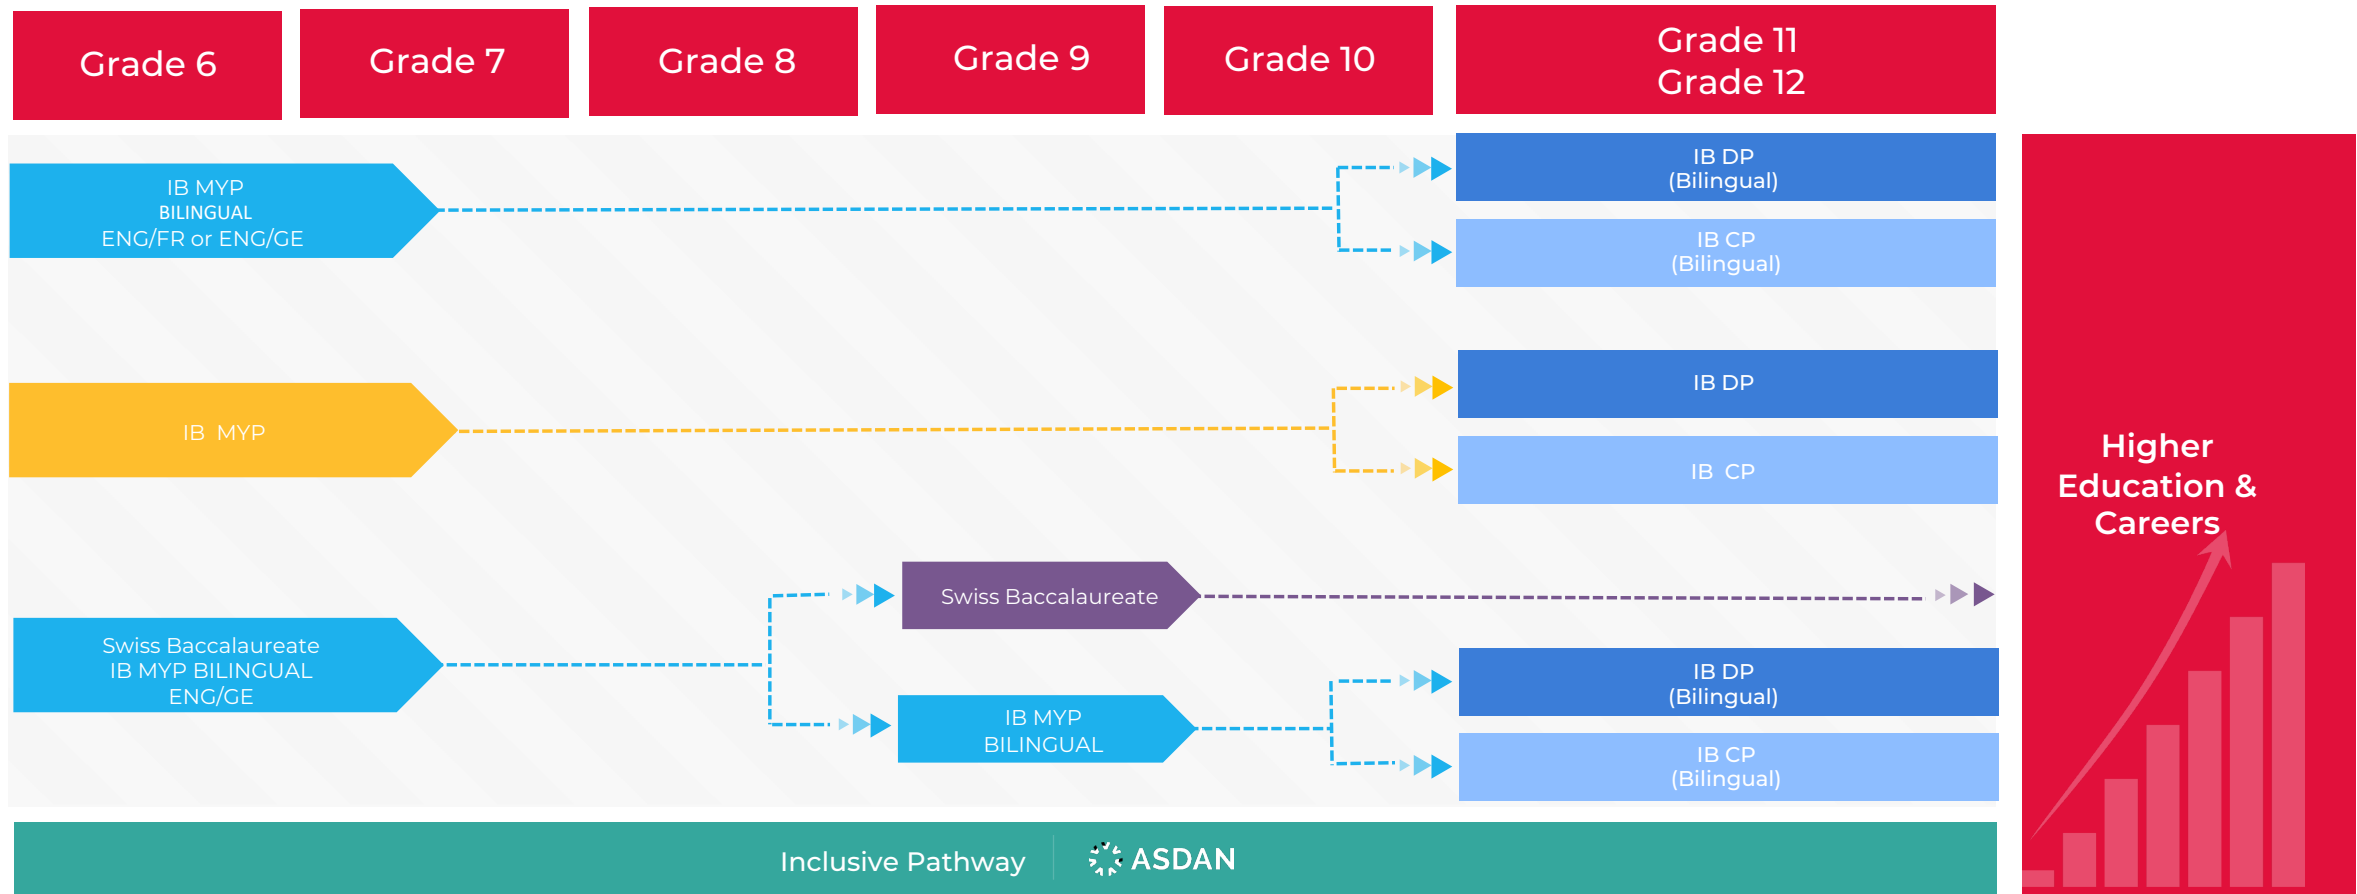 Grade 6
Grade 7
Grade 8
Grade 9
Grade 10
Grade 11
Grade 12
IB MYP
BILINGUAL
ENG/FR or ENG/GE
IB DP
(Bilingual)
IB CP
(Bilingual)
IB MYP
IB DP
IB CP
Swiss Baccalaureate
IB MYP BILINGUAL
ENG/GE
Swiss Baccalaureate
IB MYP
BILINGUAL
IB DP
(Bilingual)
IB CP
(Bilingual)
Higher
Education &
Careers
Inclusive Pathway
ASDAN